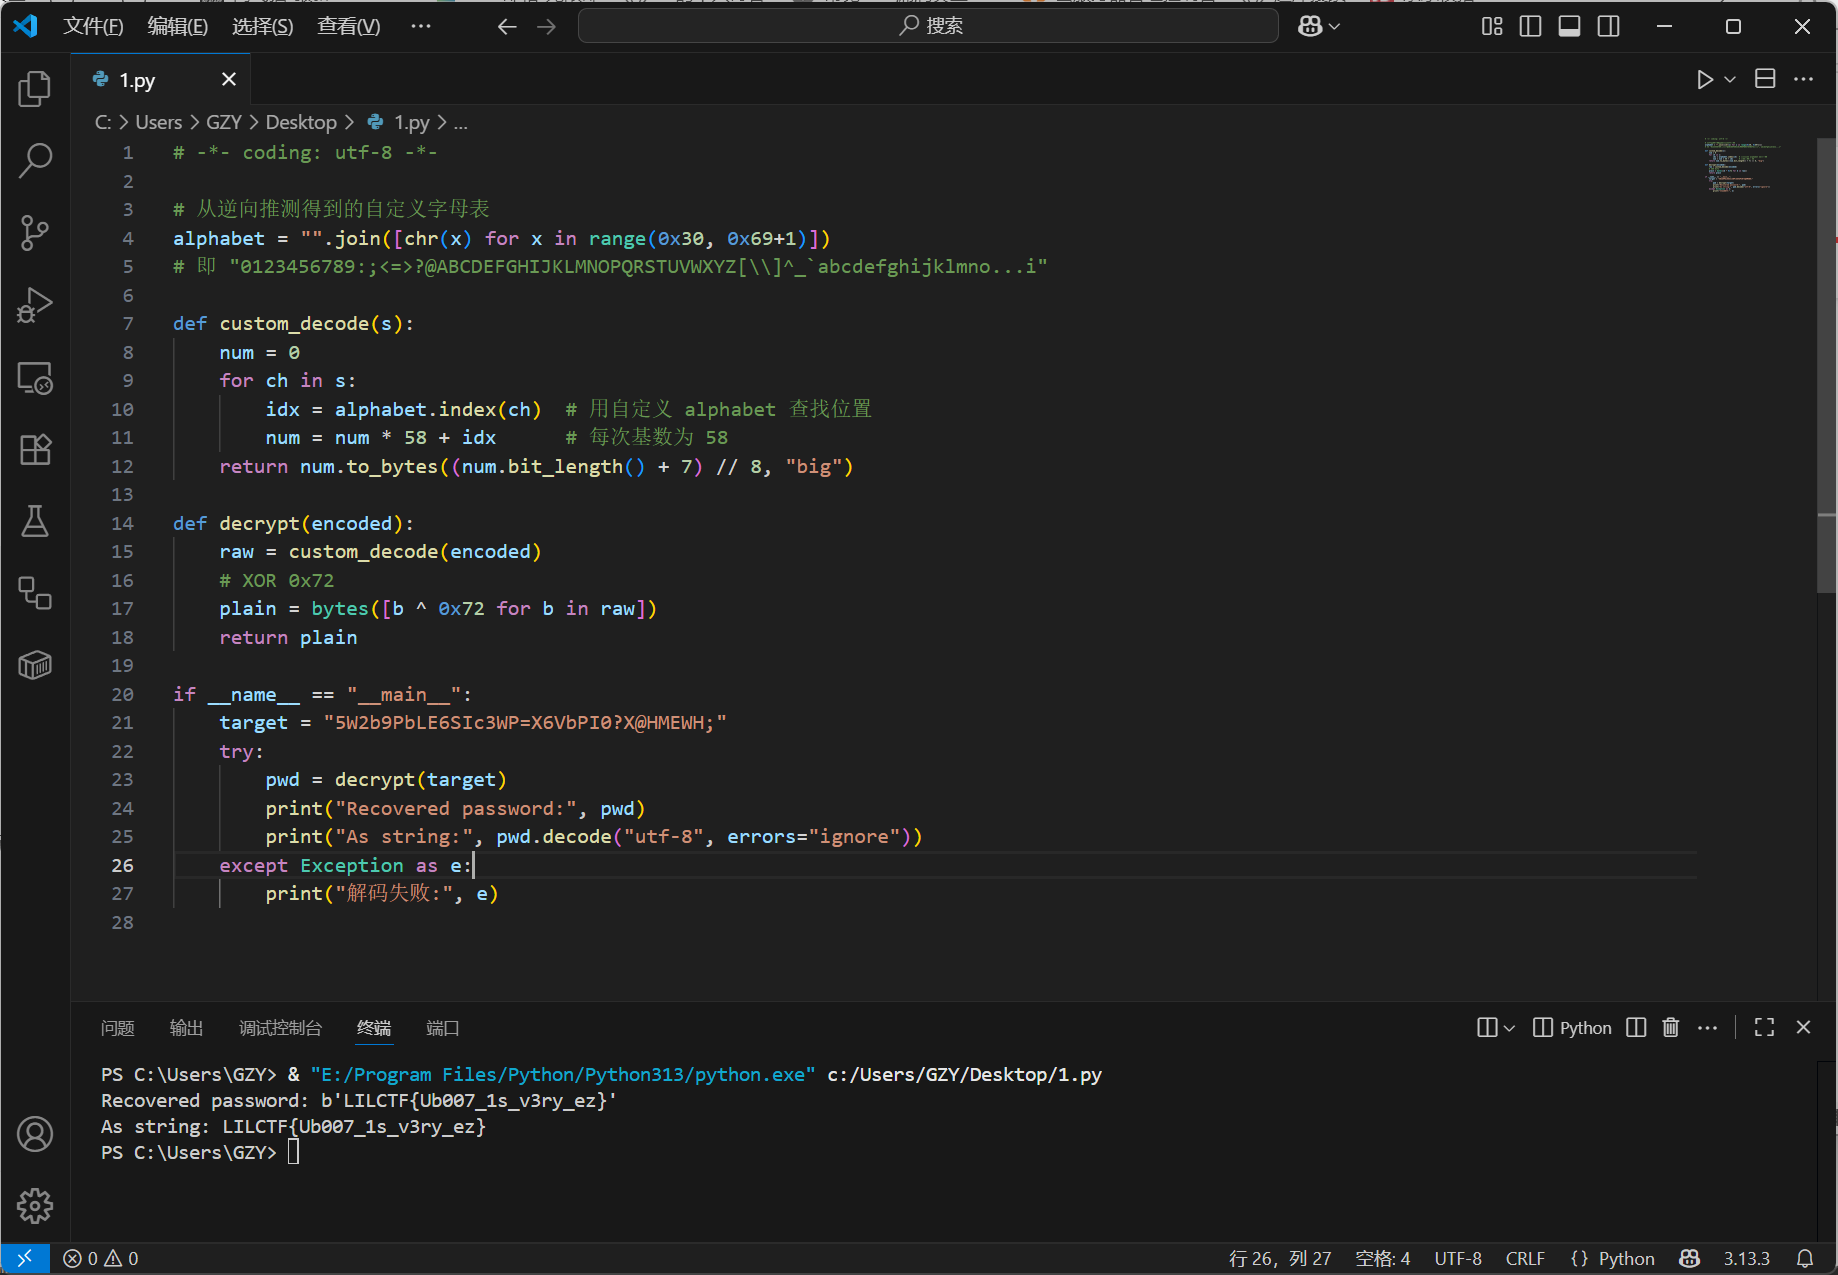 文件(F) 编辑(E) 选择(S) 查看(V) ··· 搜索
1.py
C: > Users > GZY > Desktop > 1.py > ...
1 # -*- coding: utf-8 -*-
2
3 # 从逆向推测得到的自定义字母表
4 alphabet = "".join([chr(x) for x in range(0x30, 0x69+1)])
5 # 即 "0123456789:;<=>?@ABCDEFGHIJKLMNOPQRSTUVWXYZ[\\]^_`abcdefghijklmno...i"
6
7 def custom_decode(s):
8     num = 0
9     for ch in s:
10         idx = alphabet.index(ch)  # 用自定义 alphabet 查找位置
11         num = num * 58 + idx      # 每次基数为 58
12     return num.to_bytes((num.bit_length() + 7) // 8, "big")
13
14 def decrypt(encoded):
15     raw = custom_decode(encoded)
16     # XOR 0x72
17     plain = bytes([b ^ 0x72 for b in raw])
18     return plain
19
20 if __name__ == "__main__":
21     target = "5W2b9PbLE6SIc3WP=X6VbPI0?X@HMEWH;"
22     try:
23         pwd = decrypt(target)
24         print("Recovered password:", pwd)
25         print("As string:", pwd.decode("utf-8", errors="ignore"))
26     except Exception as e:
27         print("解码失败:", e)
28
问题 输出 调试控制台 终端 端口 Python ···
PS C:\Users\GZY> & "E:/Program Files/Python/Python313/python.exe" c:/Users/GZY/Desktop/1.py
Recovered password: b'LILCTF{Ub007_1s_v3ry_ez}'
As string: LILCTF{Ub007_1s_v3ry_ez}
PS C:\Users\GZY>
0 0 行 26，列 27 空格: 4 UTF-8 CRLF {} Python 3.13.3